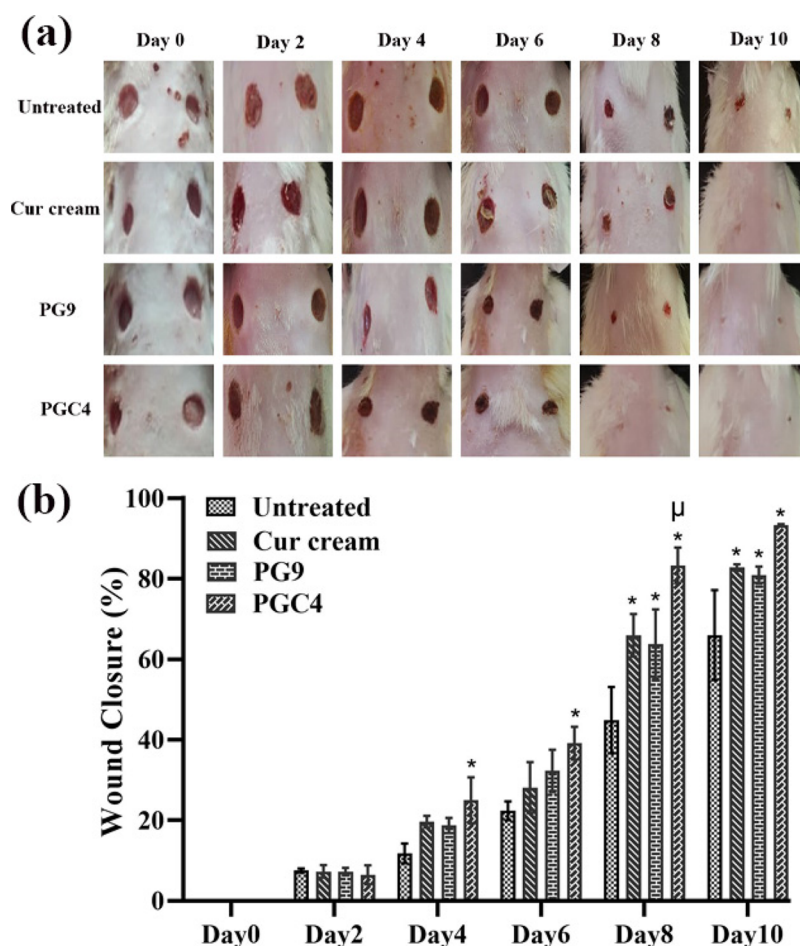 (a)
Day 0 Day 2 Day 4 Day 6 Day 8 Day 10
Untreated
Cur cream
PG9
PGC4
(b)
100
80
60
40
20
0
Wound Closure (%)
Untreated
Cur cream
PG9
PGC4
*
*
* * * μ
* * *
Day0 Day2 Day4 Day6 Day8 Day10